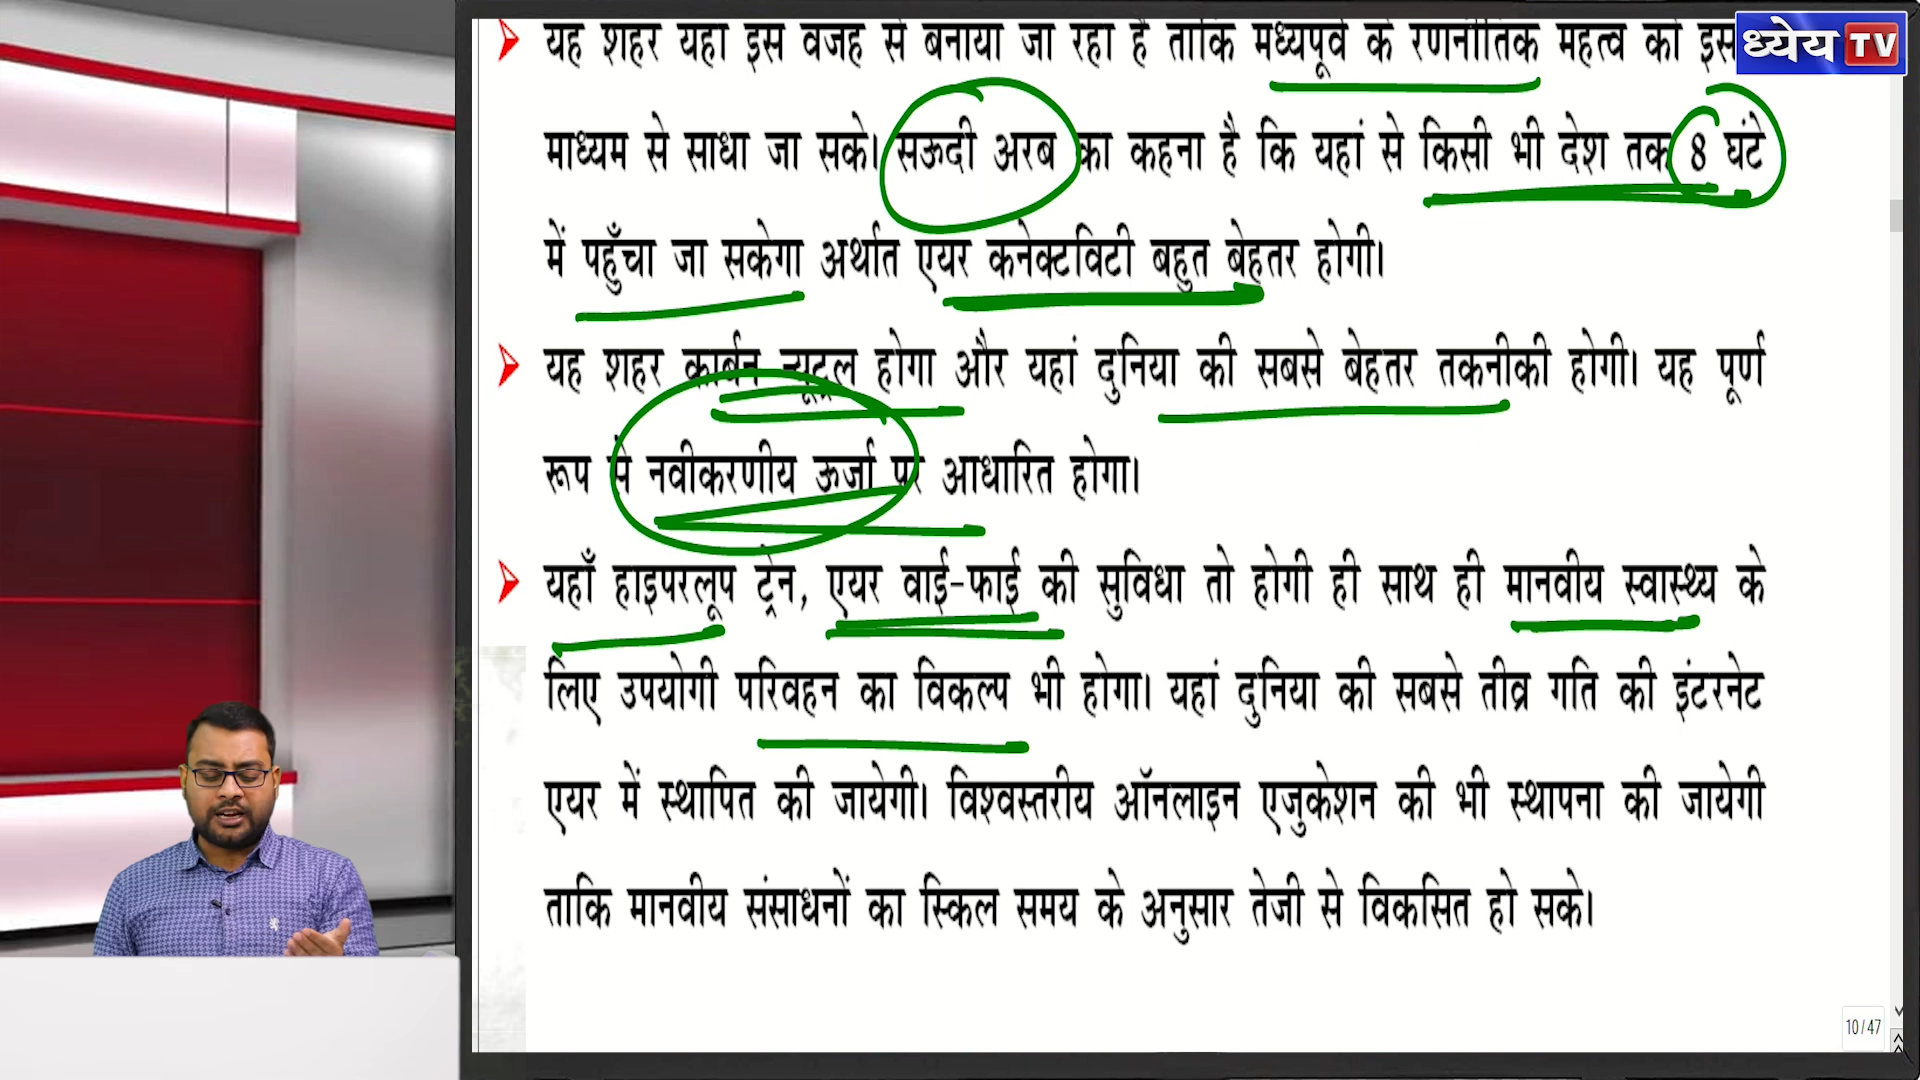 ध्येय TV
यह शहर यहां इस वजह से बनाया जा रहा है ताकि मध्यपूर्व के रणनीतिक महत्व को इस
माध्यम से साधा जा सके। सऊदी अरब का कहना है कि यहां से किसी भी देश तक 8 घंटे
में पहुँचा जा सकेगा अर्थात एयर कनेक्टविटी बहुत बेहतर होगी।
यह शहर कार्बन न्यूट्रल होगा और यहां दुनिया की सबसे बेहतर तकनीकी होगी। यह पूर्ण
रूप से नवीकरणीय ऊर्जा पर आधारित होगा।
यहाँ हाइपरलूप ट्रेन, एयर वाई-फाई की सुविधा तो होगी ही साथ ही मानवीय स्वास्थ्य के
लिए उपयोगी परिवहन का विकल्प भी होगा। यहां दुनिया की सबसे तीव्र गति की इंटरनेट
एयर में स्थापित की जायेगी। विश्वस्तरीय ऑनलाइन एजुकेशन की भी स्थापना की जायेगी
ताकि मानवीय संसाधनों का स्किल समय के अनुसार तेजी से विकसित हो सके।
10/47